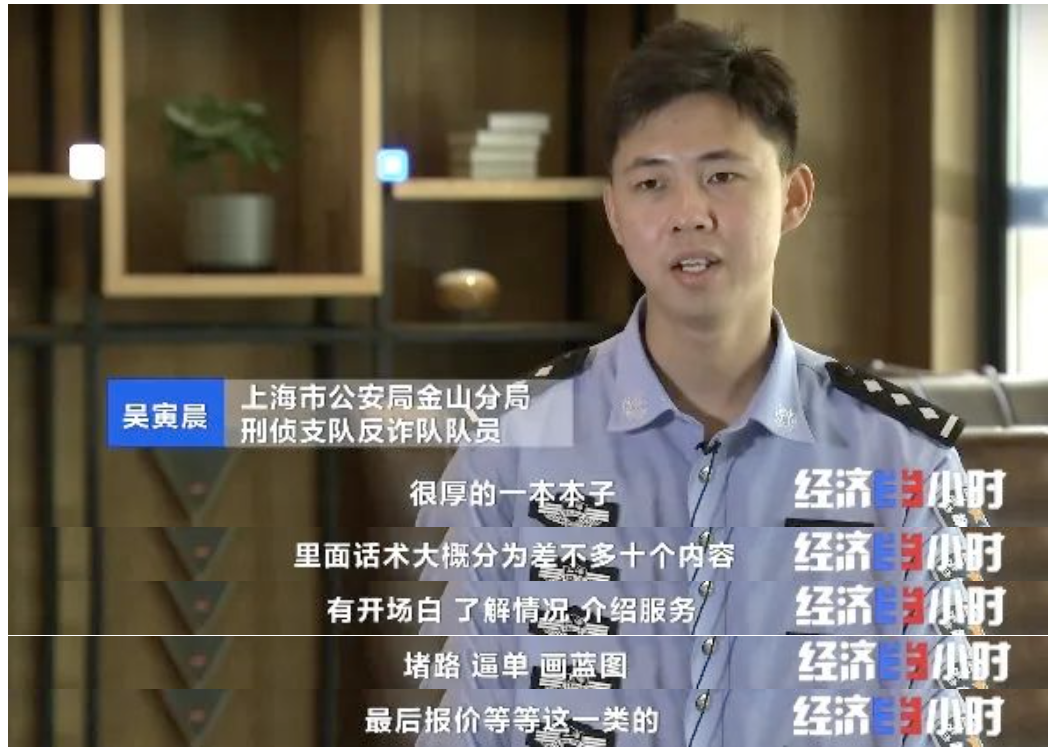 吴寅晨
上海市公安局金山分局
刑侦支队反诈队队员
很厚的一本本子
经济半小时
里面话术大概分为差不多十个内容
经济半小时
有开场白 了解情况 介绍服务
经济半小时
堵路 逼单 画蓝图
经济半小时
最后报价等等这一类的
经济半小时